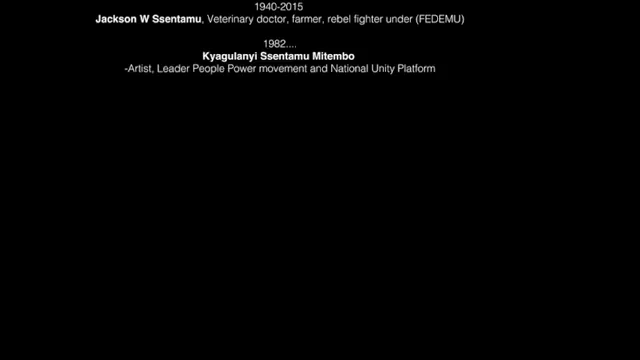 1940-2015
Jackson W Ssentamu, Veterinary doctor, farmer, rebel fighter under (FEDEMU)
1982....
Kyagulanyi Ssentamu Mitembo
-Artist, Leader People Power movement and National Unity Platform